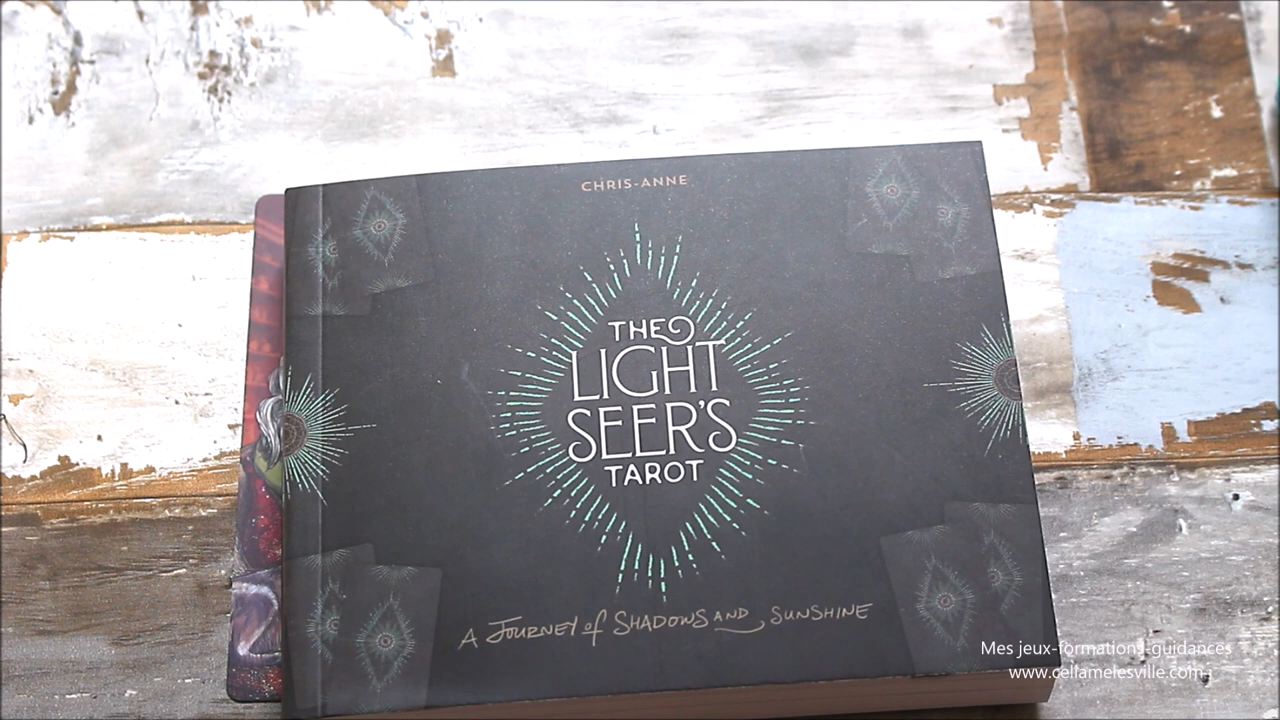 CHRIS-ANNE
THE
LIGHT
SEER'S
TAROT
A JOURNEY of SHADOWS AND SUNSHINE
Mes jeux-formations-guidances
www.cellamelesville.com